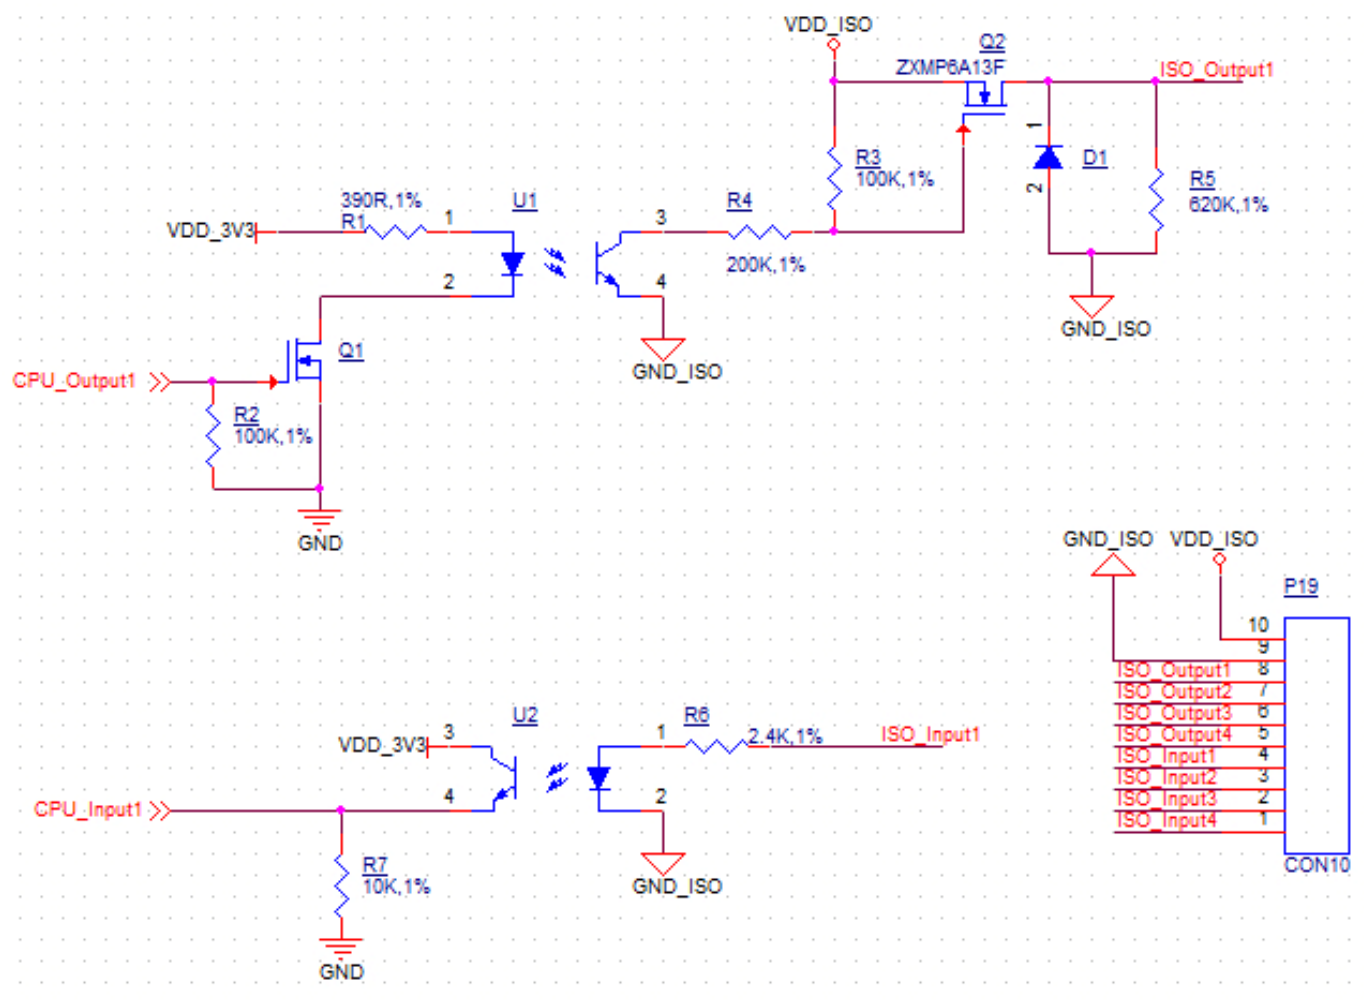 VDD_ISO
Q2
ZXMP6A13F
ISO_Output1
1
D1
2
R3
100K,1%
R5
620K,1%
390R,1%
R1
VDD_3V3
1
U1
3
R4
200K,1%
2
4
GND_ISO
GND_ISO
Q1
CPU_Output1
R2
100K,1%
GND
GND_ISO
VDD_ISO
P19
10
9
ISO_Output1 8
ISO_Output2 7
ISO_Output3 6
ISO_Output4 5
ISO_Input1 4
ISO_Input2 3
ISO_Input3 2
ISO_Input4 1
CON10
VDD_3V3
3
U2
1
R6
2.4K,1%
ISO_Input1
CPU_Input1
4
2
GND_ISO
R7
10K,1%
GND